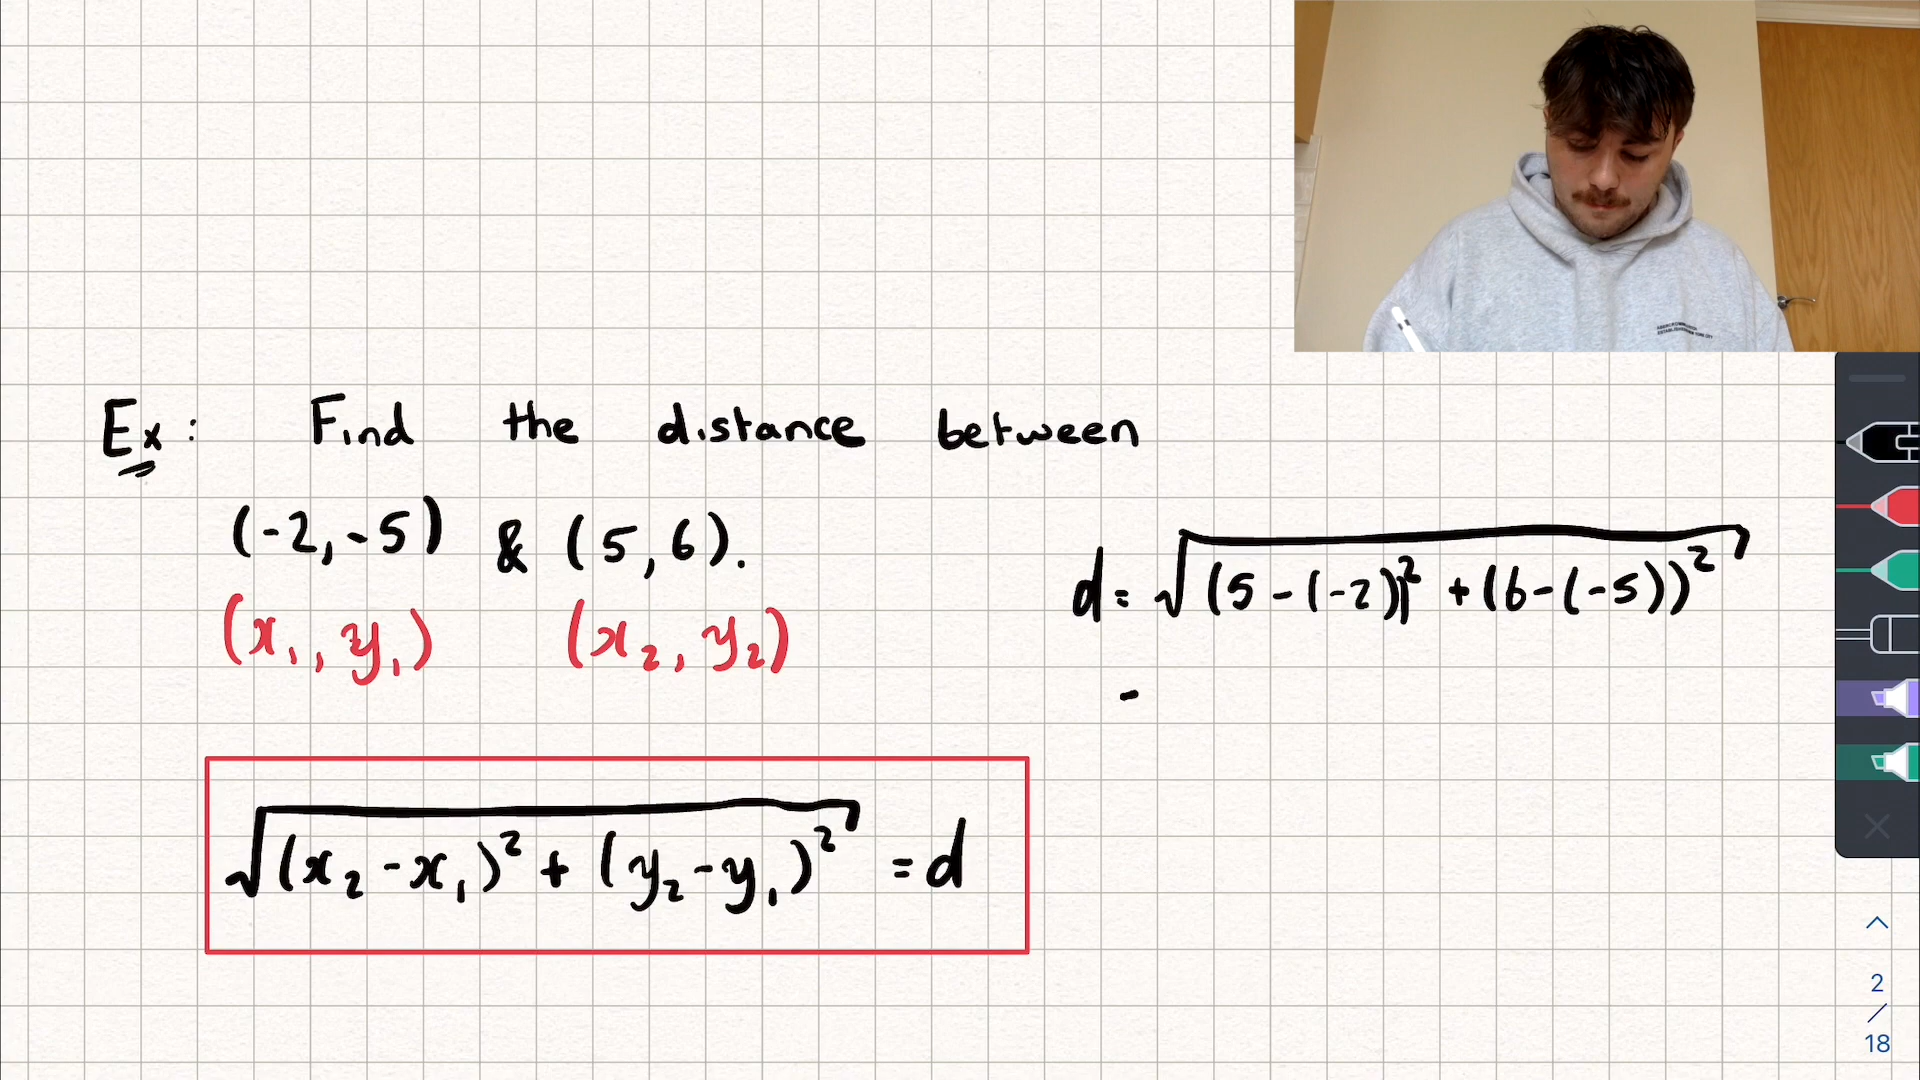 Ex: Find the distance between
(-2, -5) & (5, 6).
(x₁, y₁) (x₂, y₂)
d = √(5 - (-2))² + (6 - (-5))²
-
√(x₂ - x₁)² + (y₂ - y₁)² = d
2
/
18